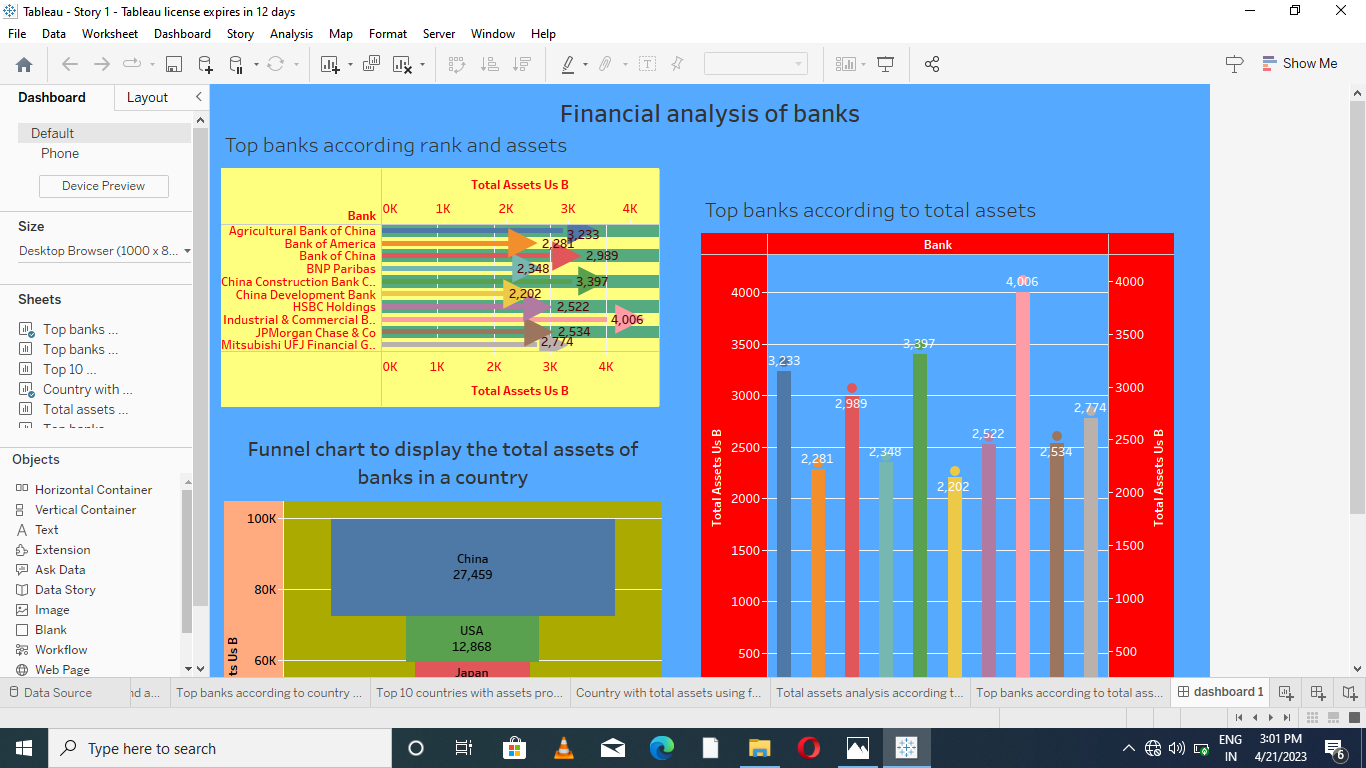 Tableau - Story 1 - Tableau license expires in 12 days
File Data Worksheet Dashboard Story Analysis Map Format Server Window Help
Show Me
Dashboard Layout
Default
Phone
Device Preview
Size
Desktop Browser (1000 x 8...
Sheets
Top banks ...
Top banks ...
Top 10 ...
Country with ...
Total assets ...
Objects
Horizontal Container
Vertical Container
Text
Extension
Ask Data
Data Story
Image
Blank
Workflow
Web Page
Financial analysis of banks
Top banks according rank and assets
Total Assets Us B
Bank
0K 1K 2K 3K 4K
Agricultural Bank of China 3,233
Bank of America 2,281
Bank of China 2,989
BNP Paribas 2,348
China Construction Bank C.. 3,397
China Development Bank 2,202
HSBC Holdings 2,522
Industrial & Commercial B.. 4,006
JPMorgan Chase & Co 2,534
Mitsubishi UFJ Financial G.. 2,774
0K 1K 2K 3K 4K
Total Assets Us B
Funnel chart to display the total assets of
banks in a country
100K
80K
60K
ts Us B
China
27,459
USA
12,868
Japan
Top banks according to total assets
Bank
4000
3500
3000
2500
2000
1500
1000
500
Total Assets Us B
3,233
2,281
2,989
2,348
3,397
2,202
2,522
4,006
2,534
2,774
4000
3500
3000
2500
2000
1500
1000
500
Total Assets Us B
Data Source nd a... Top banks according to country ... Top 10 countries with assets pro... Country with total assets using f... Total assets analysis according t... Top banks according to total ass... dashboard 1
Type here to search
ENG
IN
3:01 PM
4/21/2023
6